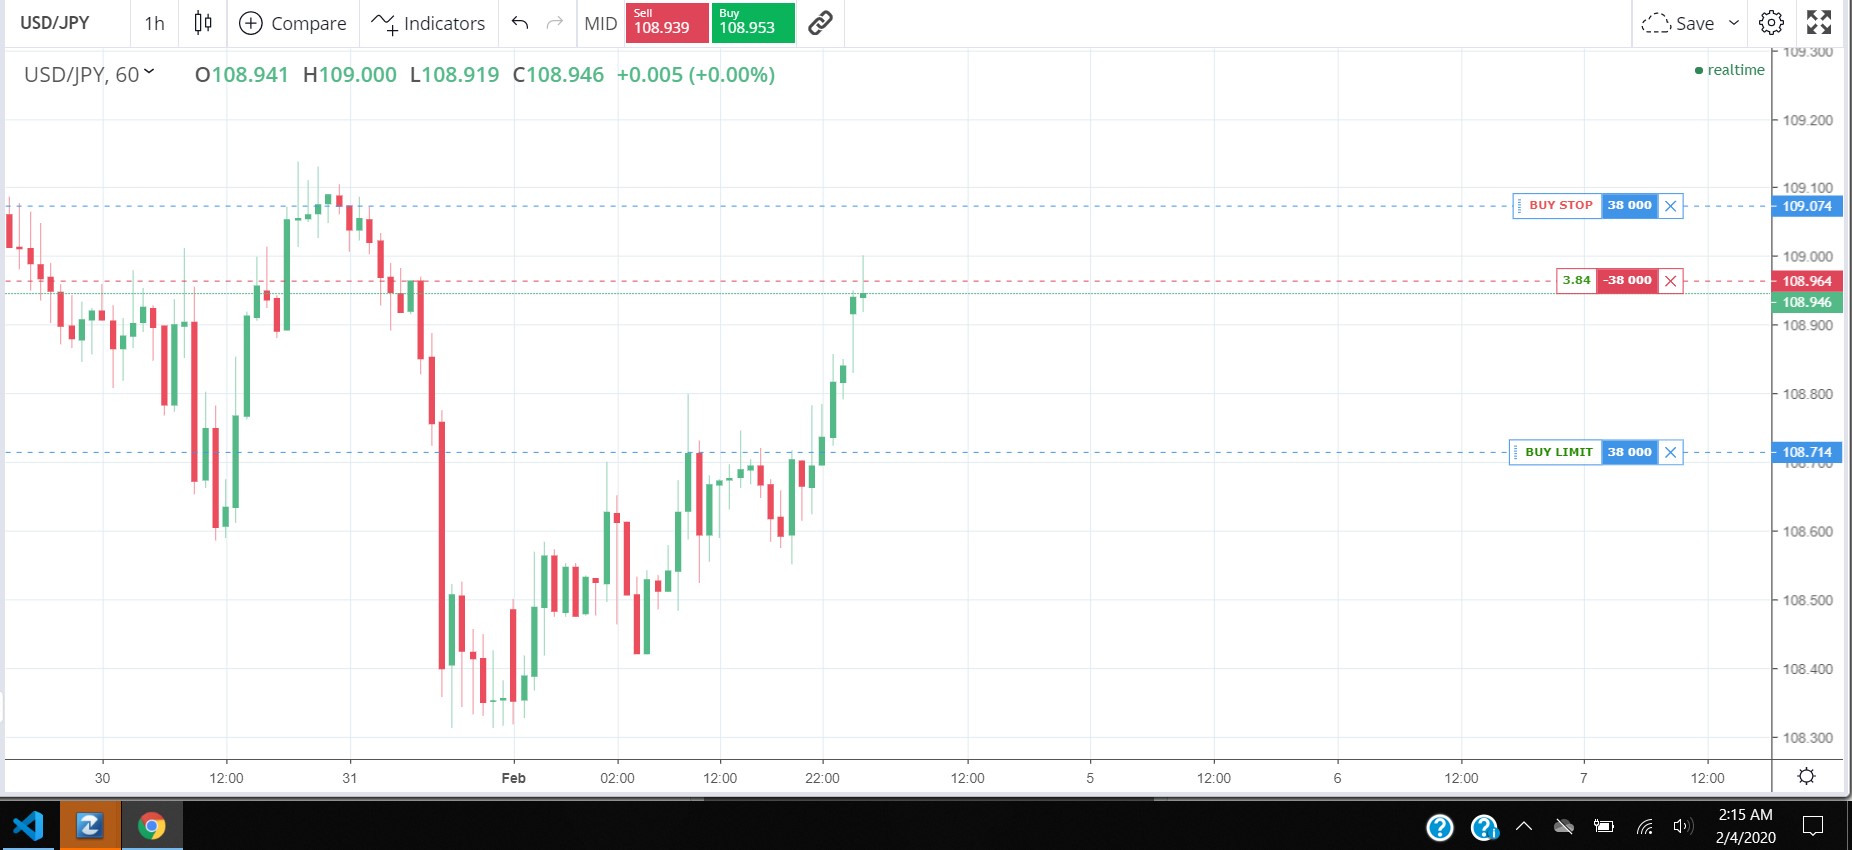 USD/JPY 1h Compare Indicators MID Sell 108.939 Buy 108.953 Save
USD/JPY, 60 O108.941 H109.000 L108.919 C108.946 +0.005 (+0.00%)
realtime
109.300
109.200
109.100
BUY STOP 38 000 109.074
109.000
3.84 -38 000 108.964
108.946
108.900
108.800
BUY LIMIT 38 000 108.714
108.700
108.600
108.500
108.400
108.300
30 12:00 31 Feb 02:00 12:00 22:00 12:00 5 12:00 6 12:00 7 12:00
2:15 AM
2/4/2020